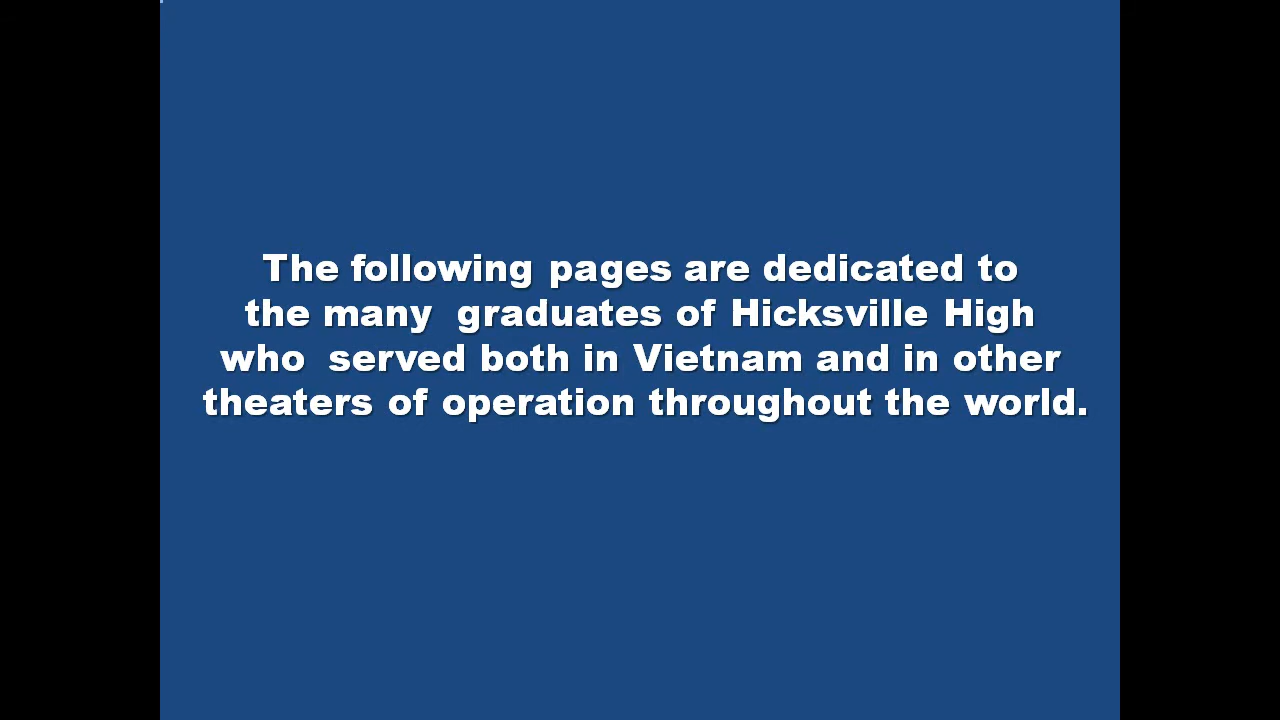 The following pages are dedicated to
the many  graduates of Hicksville High
who  served both in Vietnam and in other
theaters of operation throughout the world.